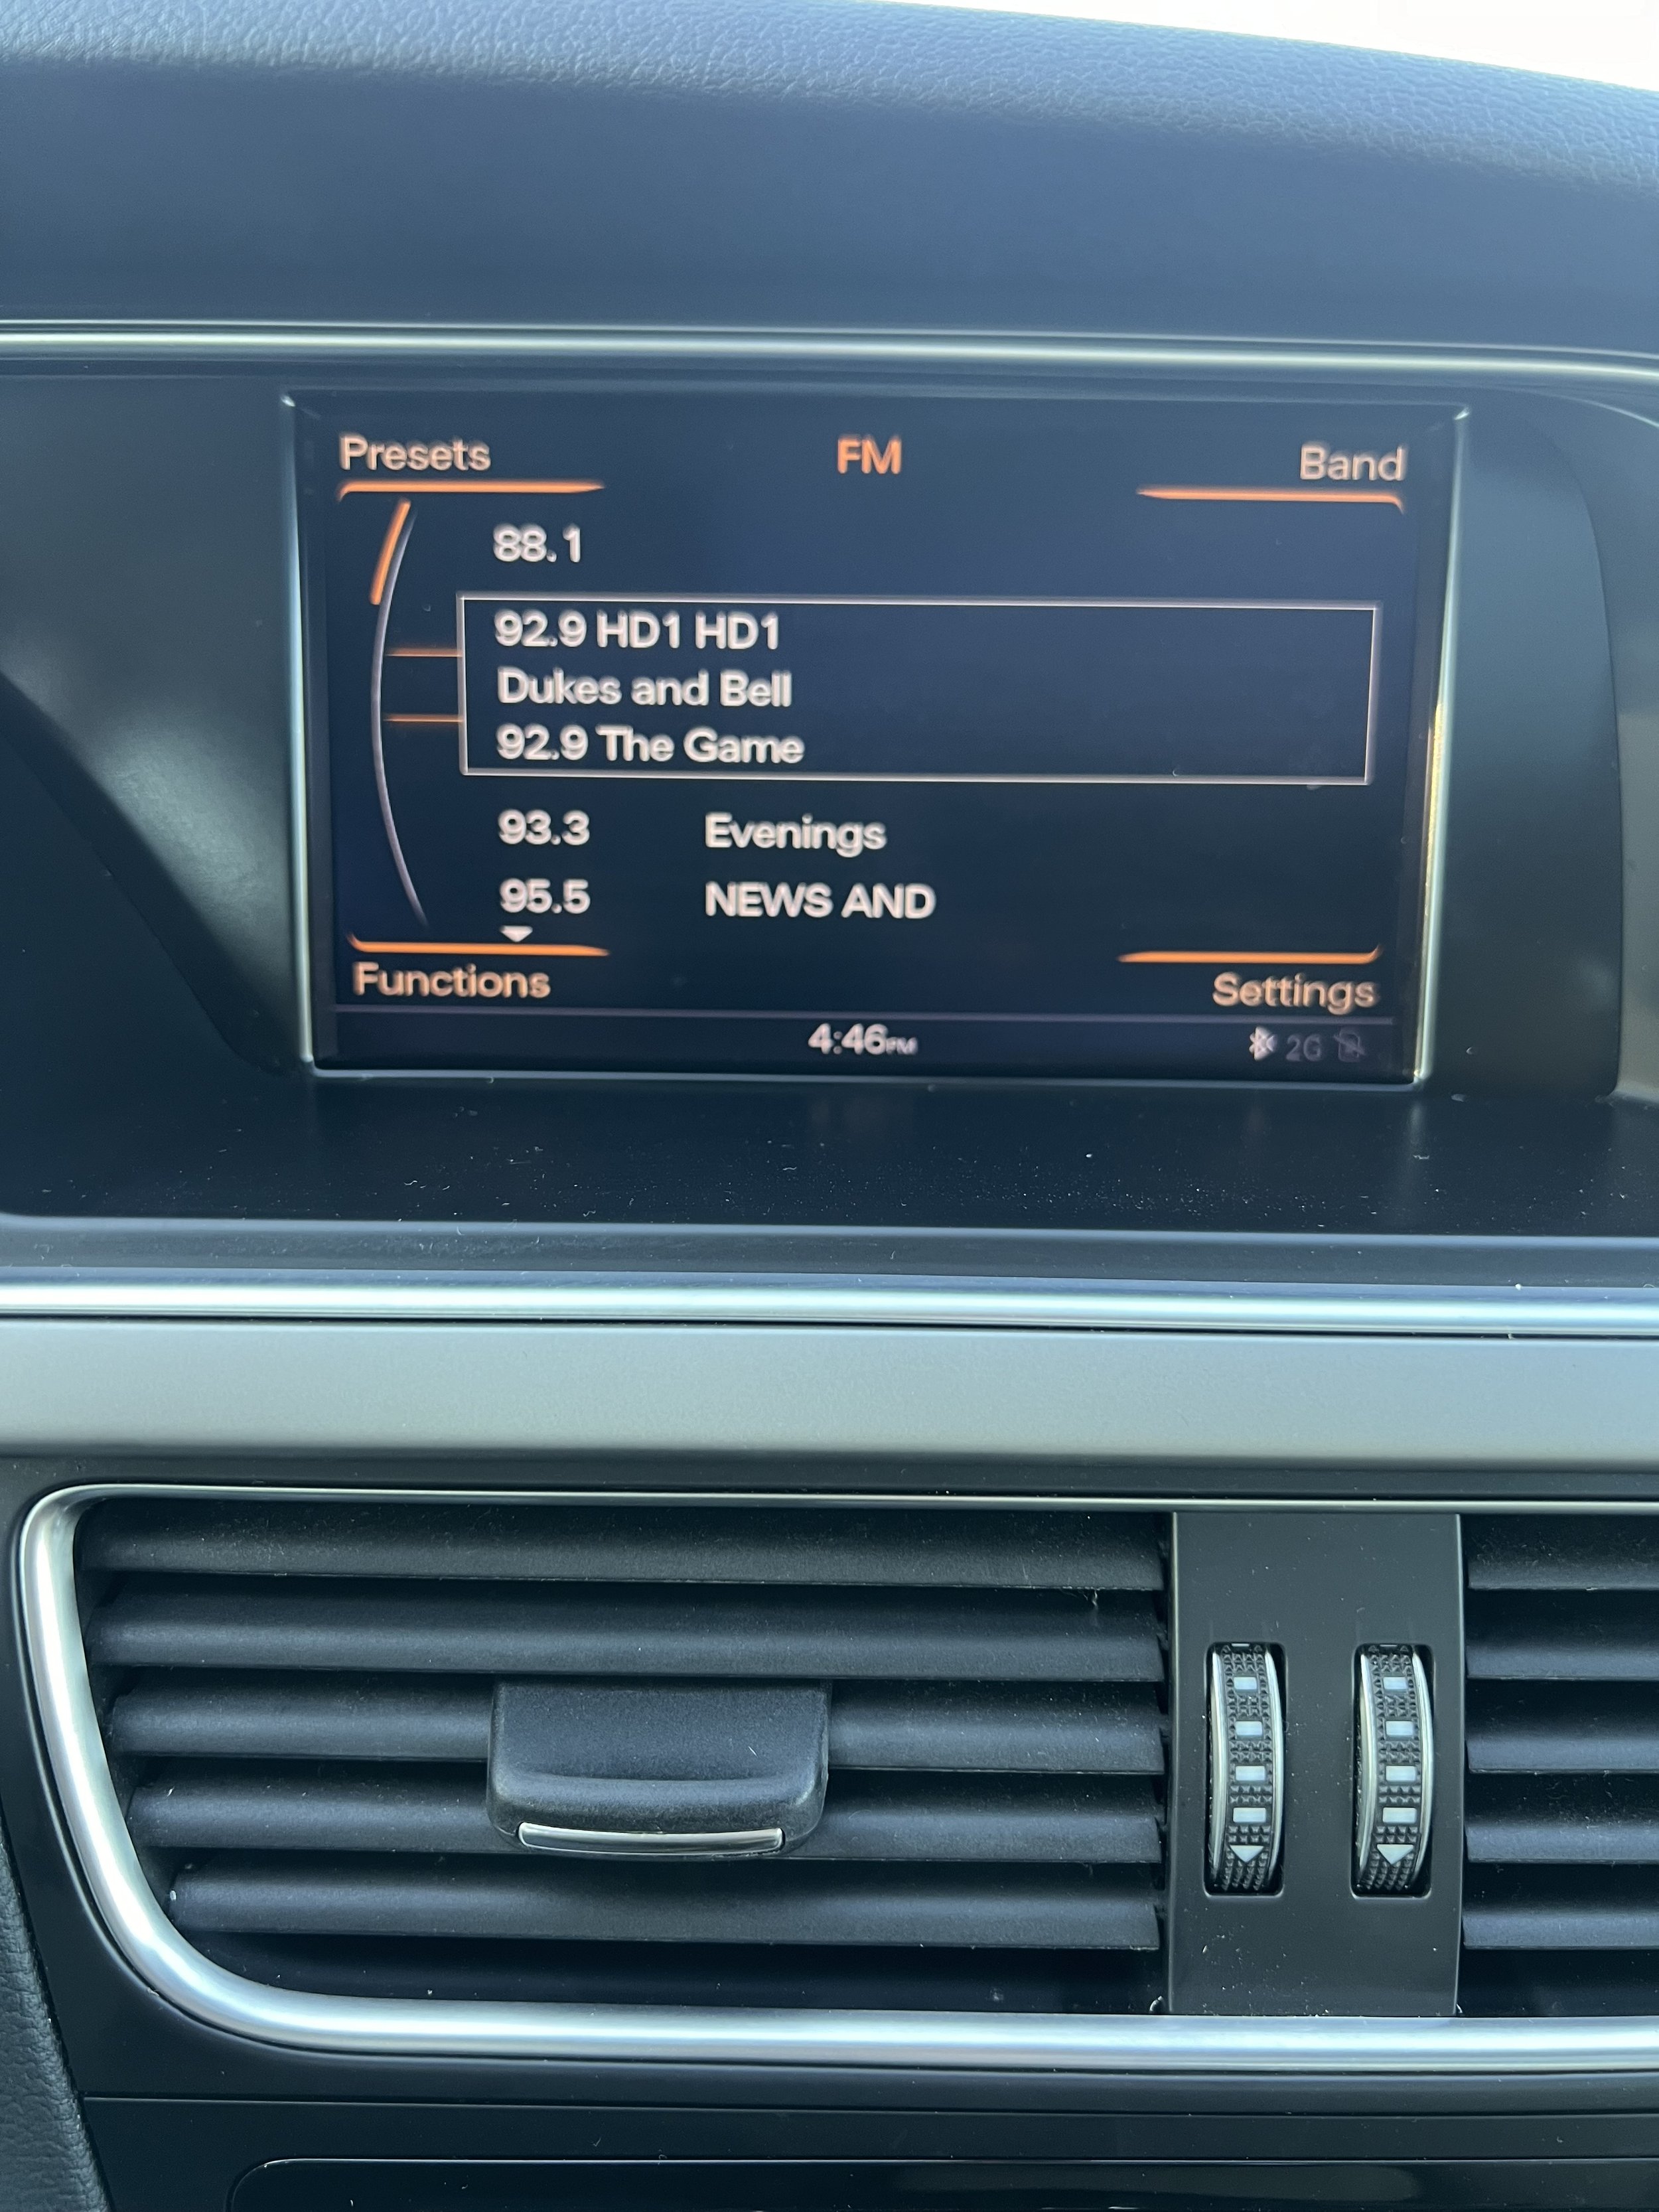 Presets FM Band
88.1
92.9 HD1 HD1
Dukes and Bell
92.9 The Game
93.3 Evenings
95.5 NEWS AND
Functions Settings
4:46PM 2G